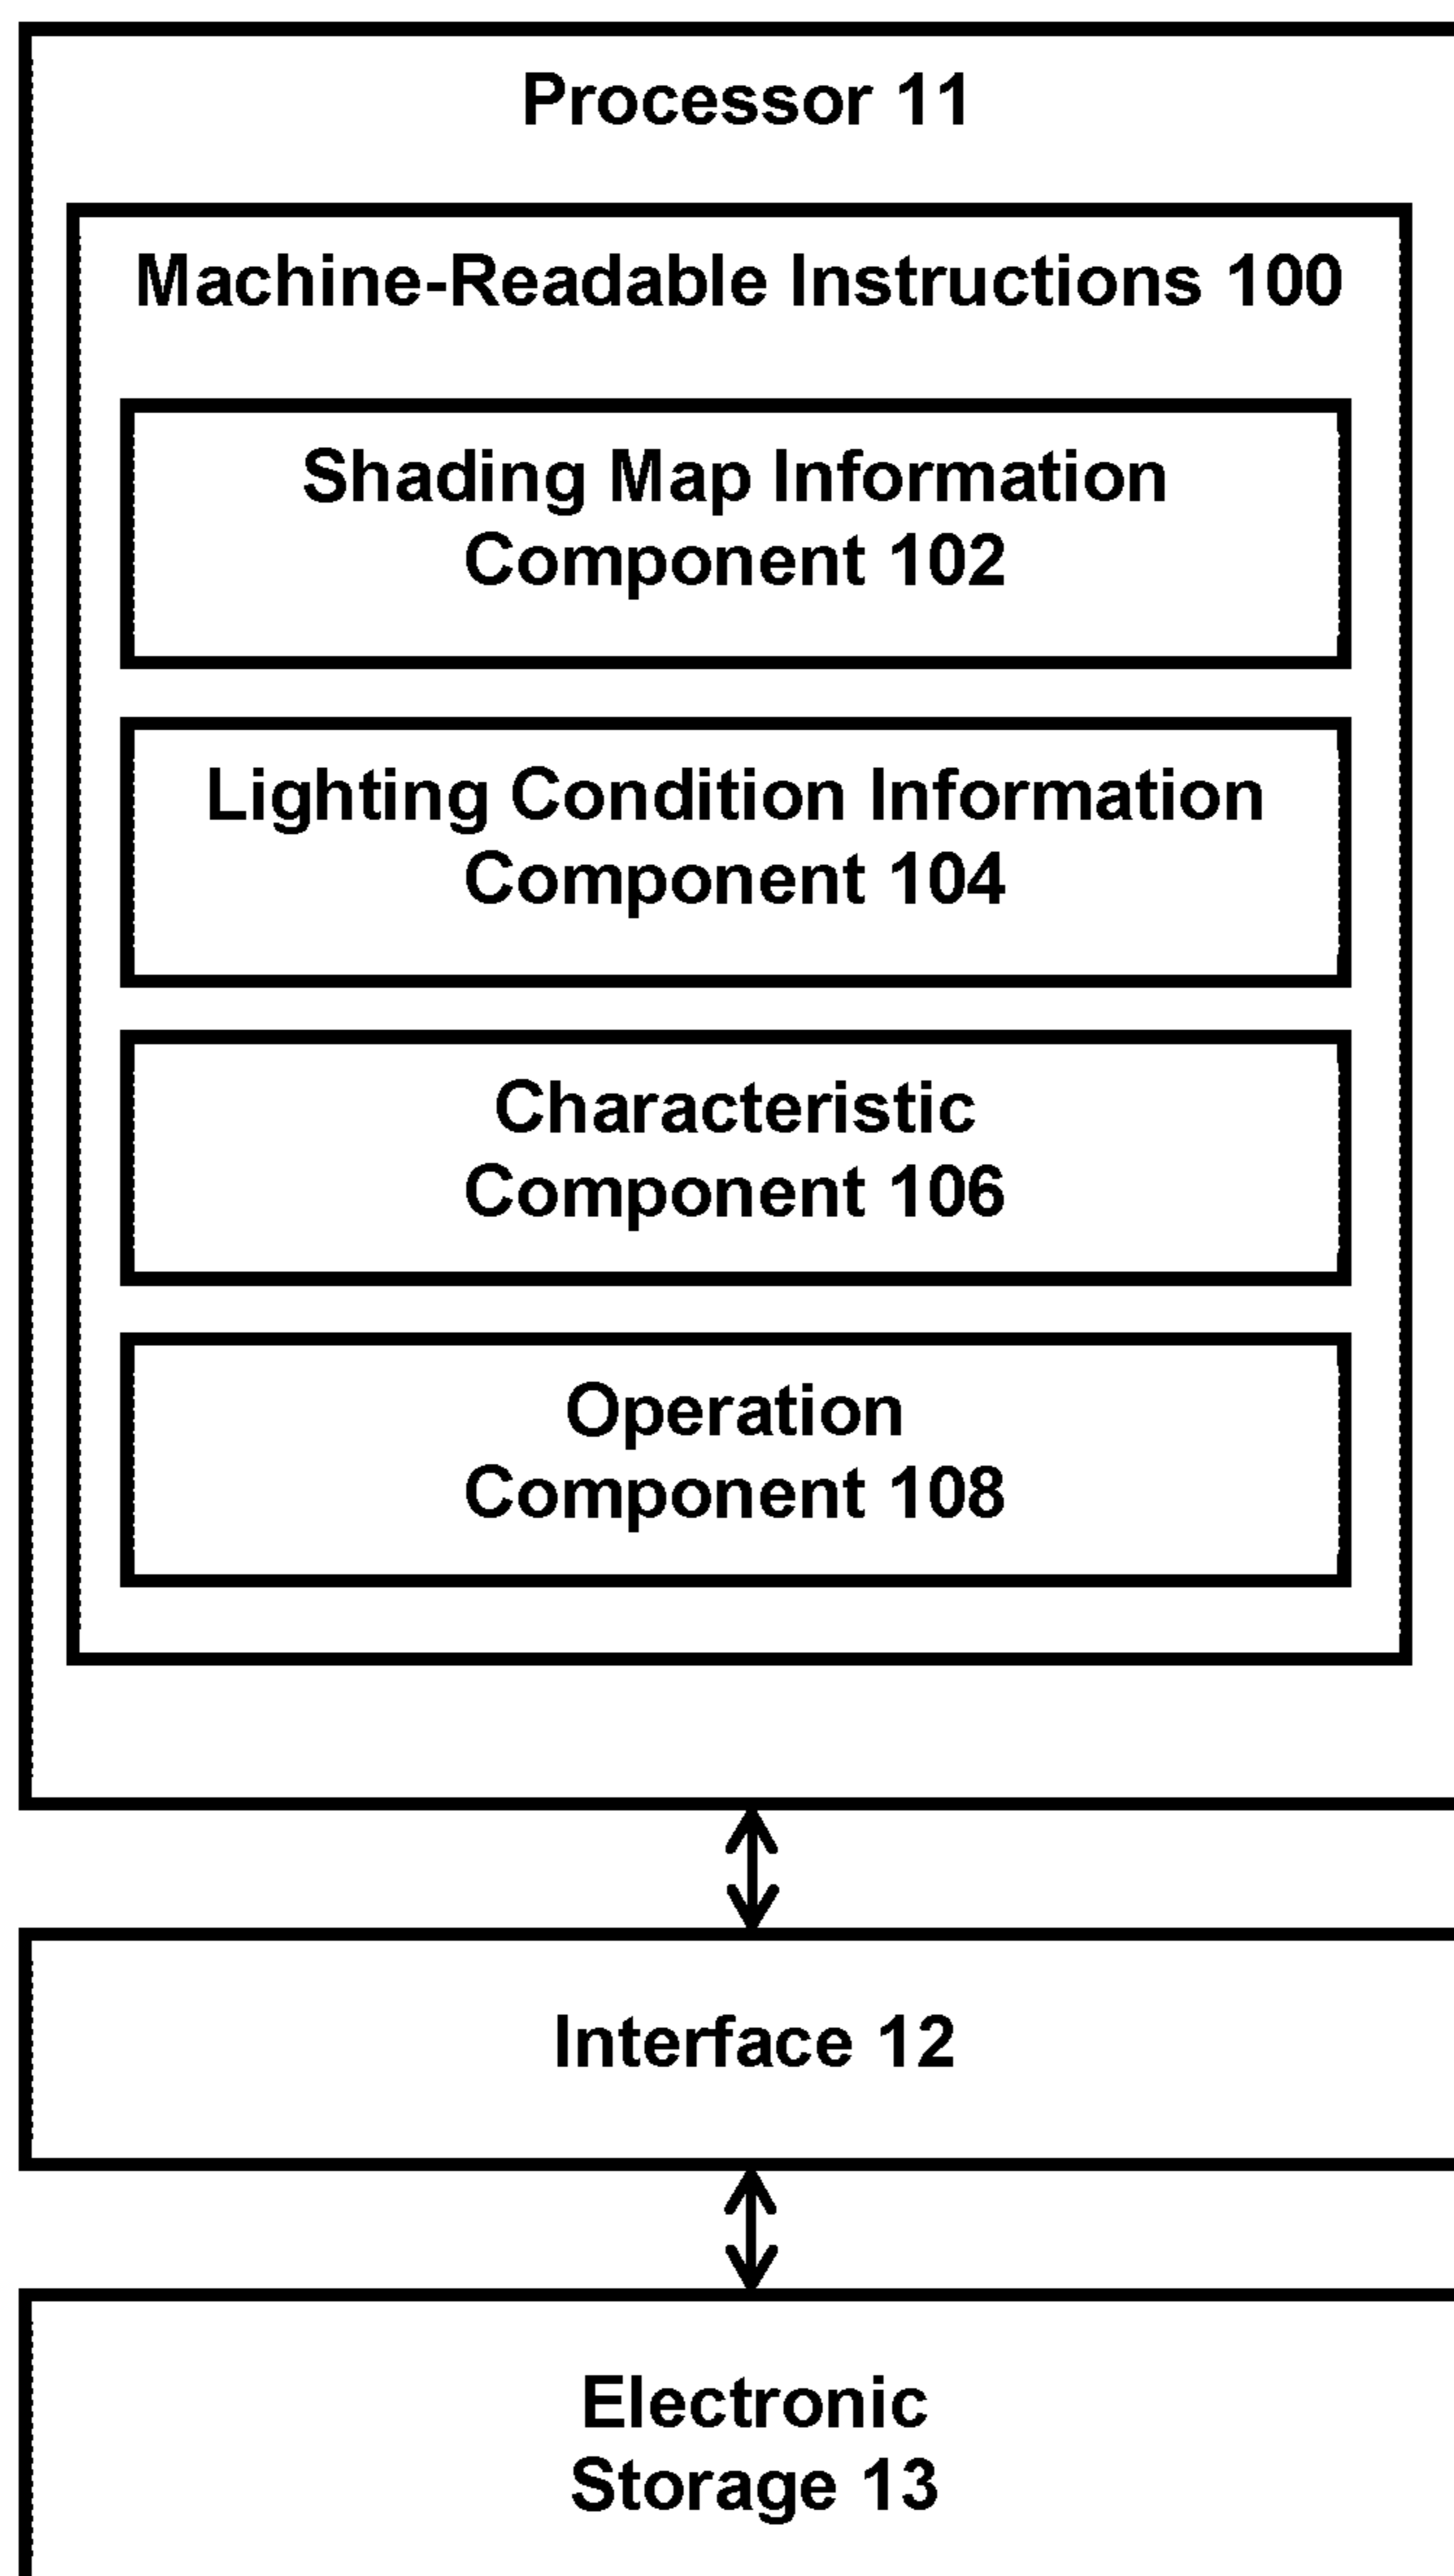 Processor 11
Machine-Readable Instructions 100
Shading Map Information
Component 102
Lighting Condition Information
Component 104
Characteristic
Component 106
Operation
Component 108
Interface 12
Electronic
Storage 13